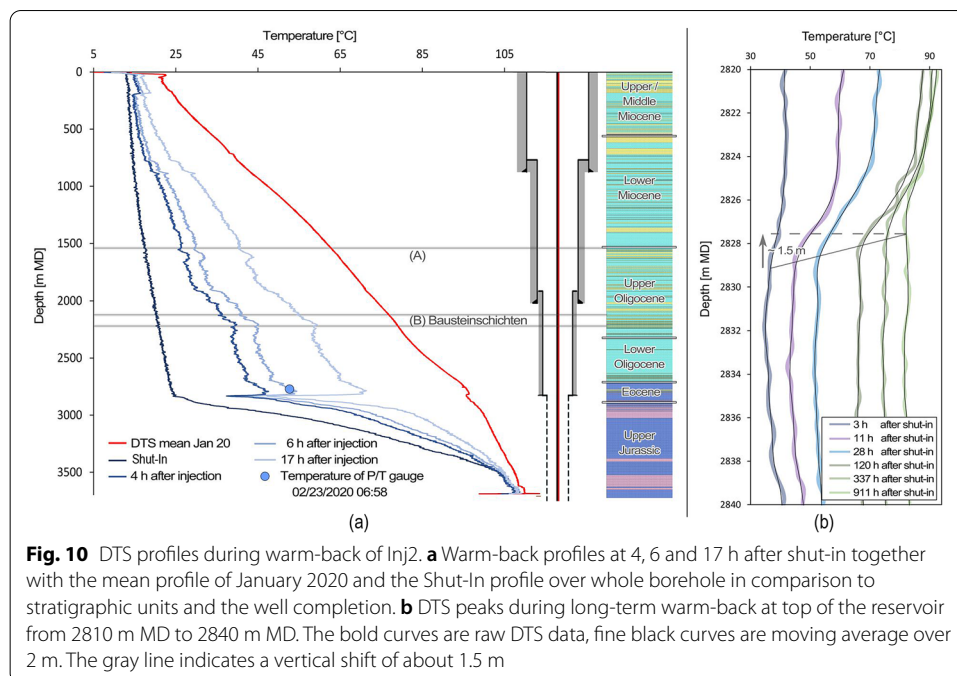 Temperature [°C]
5 25 45 65 85 105
0
500
1000
1500
2000
2500
3000
3500
Depth [m MD]
(A)
(B) Bausteinschichten
DTS mean Jan 20
Shut-In
4 h after injection
6 h after injection
17 h after injection
Temperature of P/T gauge
02/23/2020 06:58
Upper /
Middle
Miocene
Lower
Miocene
Upper
Oligocene
Lower
Oligocene
Eocene
Upper
Jurassic
(a)
Temperature [°C]
30 50 70 90
2820
2822
2824
2826
2828
2830
2832
2834
2836
2838
2840
Depth [m MD]
~ 1.5 m
3 h after shut-in
11 h after shut-in
28 h after shut-in
120 h after shut-in
337 h after shut-in
911 h after shut-in
(b)
Fig. 10 DTS profiles during warm-back of Inj2. a Warm-back profiles at 4, 6 and 17 h after shut-in together
with the mean profile of January 2020 and the Shut-In profile over whole borehole in comparison to
stratigraphic units and the well completion. b DTS peaks during long-term warm-back at top of the reservoir
from 2810 m MD to 2840 m MD. The bold curves are raw DTS data, fine black curves are moving average over
2 m. The gray line indicates a vertical shift of about 1.5 m